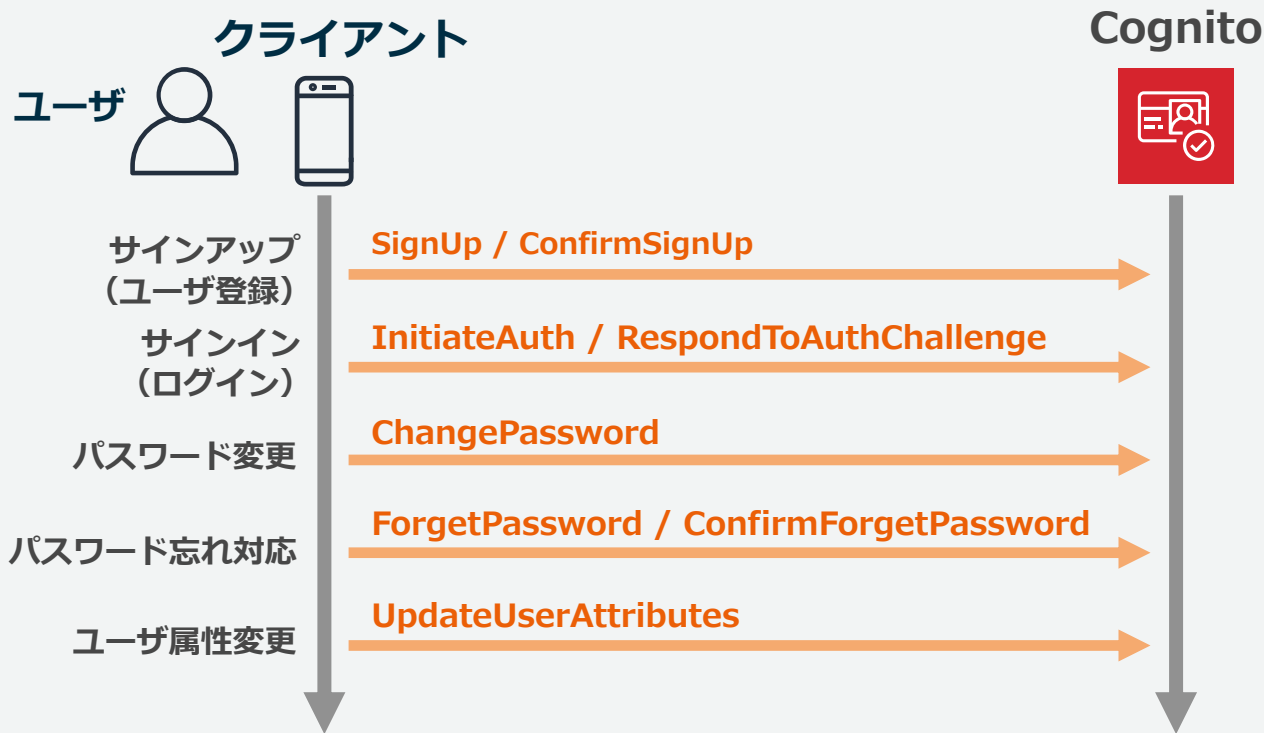 クライアント
Cognito
ユーザ
サインアップ
（ユーザ登録）
SignUp / ConfirmSignUp
サインイン
（ログイン）
InitiateAuth / RespondToAuthChallenge
パスワード変更
ChangePassword
パスワード忘れ対応
ForgetPassword / ConfirmForgetPassword
ユーザ属性変更
UpdateUserAttributes